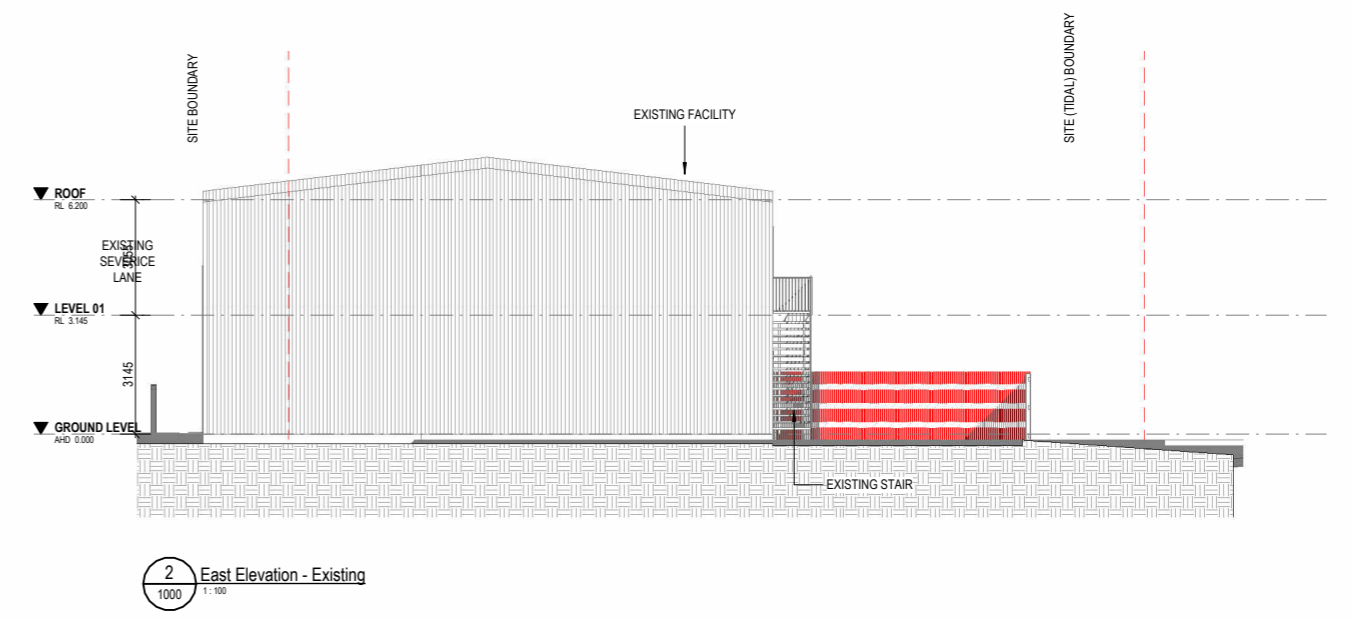 SITE BOUNDARY
SITE (TIDAL) BOUNDARY
EXISTING FACILITY
ROOF
RL 6.200
EXISTING
SEVERICE
LANE
3055
LEVEL 01
RL 3.145
3145
GROUND LEVEL
AHD 0.000
EXISTING STAIR
2
1000
East Elevation - Existing
1 : 100